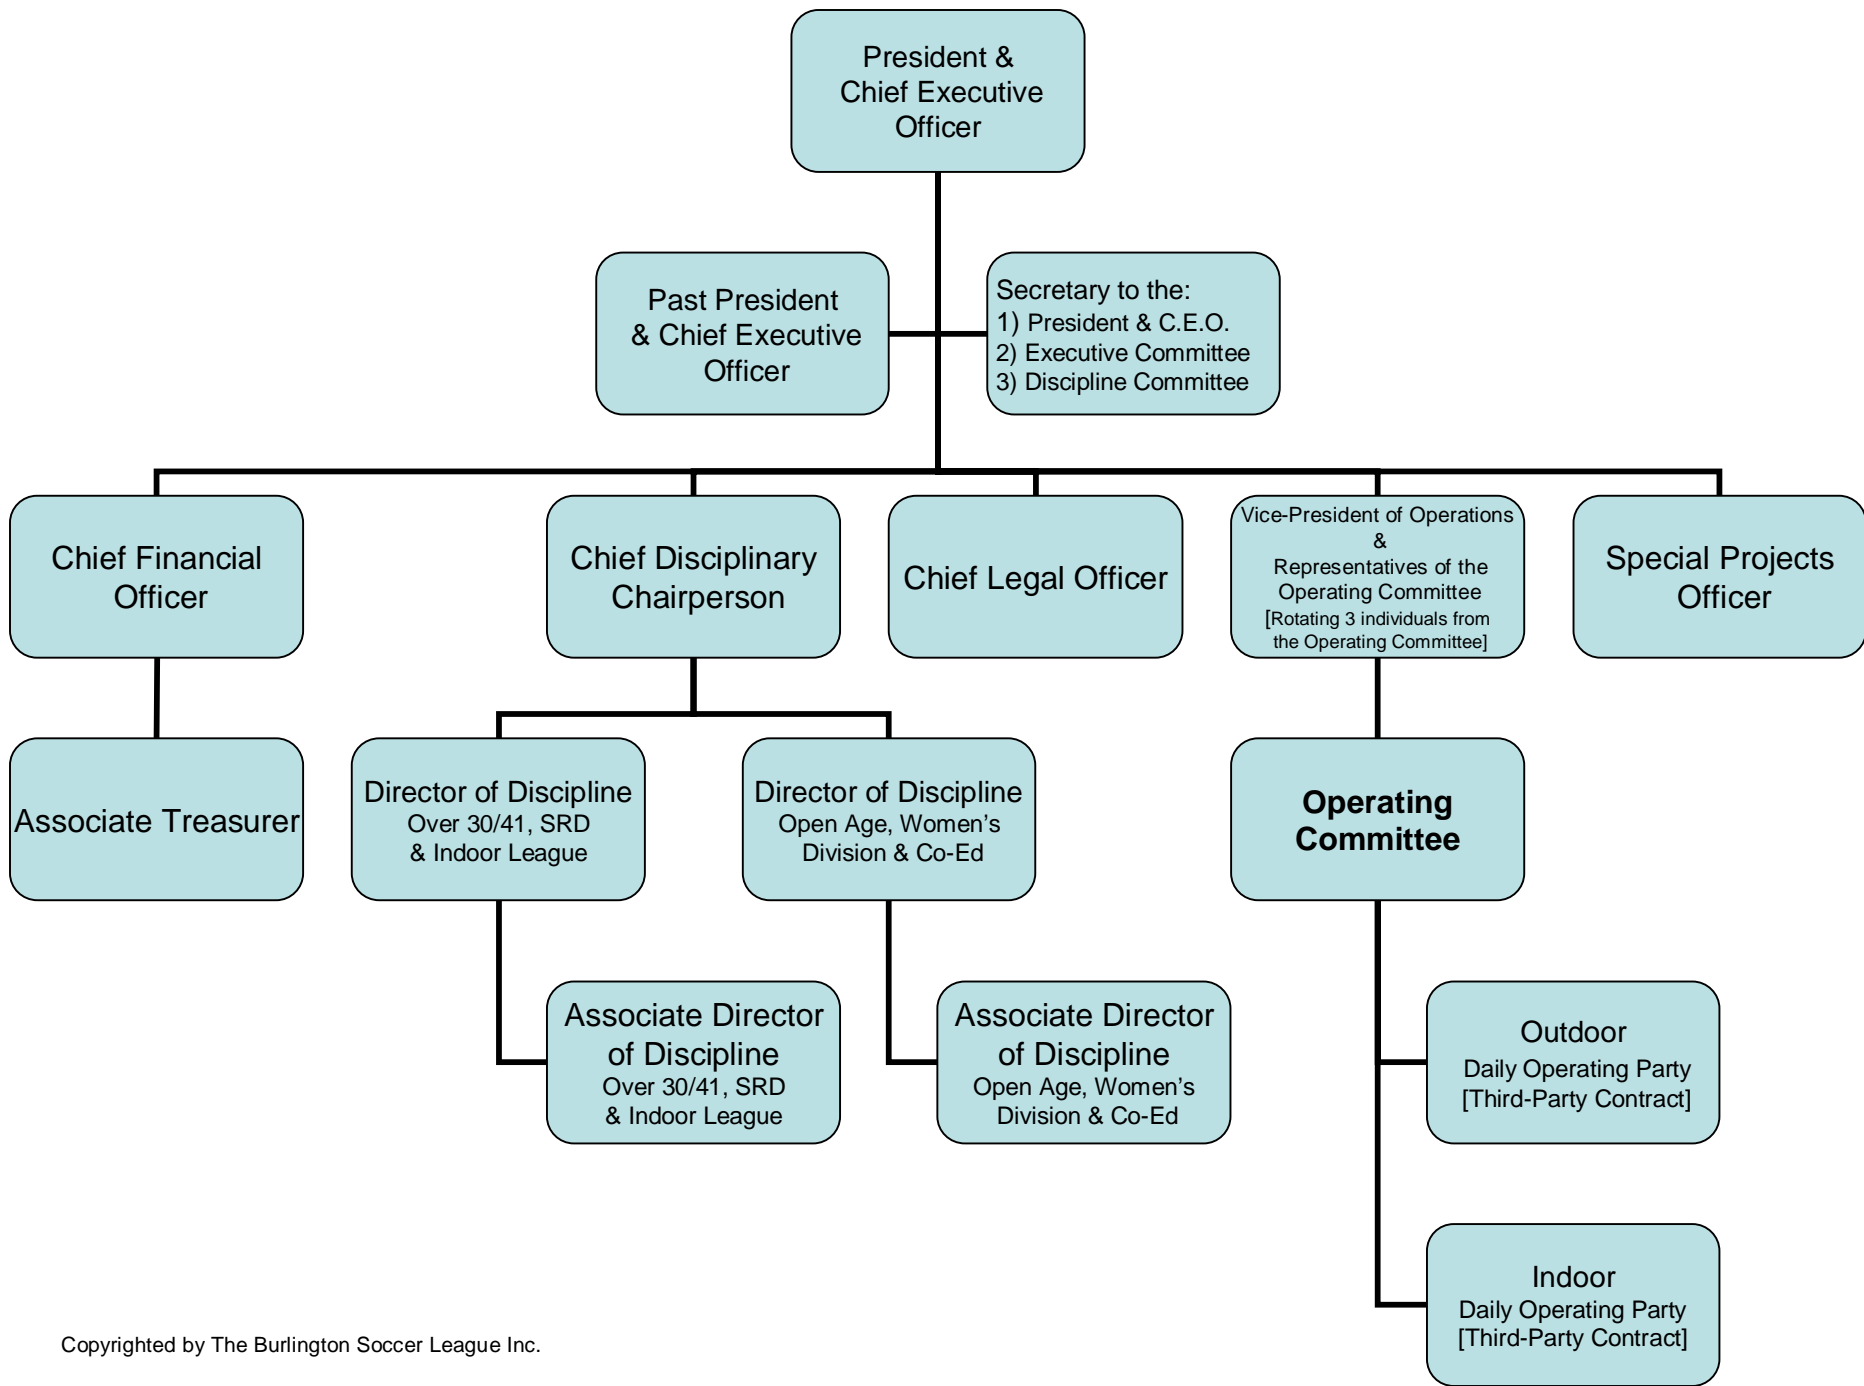 President &
Chief Executive
Officer
Past President
& Chief Executive
Officer
Secretary to the:
1) President & C.E.O.
2) Executive Committee
3) Discipline Committee
Chief Financial
Officer
Chief Disciplinary
Chairperson
Chief Legal Officer
Vice-President of Operations
&
Representatives of the
Operating Committee
[Rotating 3 individuals from
the Operating Committee]
Special Projects
Officer
Associate Treasurer
Director of Discipline
Over 30/41, SRD
& Indoor League
Director of Discipline
Open Age, Women’s
Division & Co-Ed
Operating
Committee
Associate Director
of Discipline
Over 30/41, SRD
& Indoor League
Associate Director
of Discipline
Open Age, Women’s
Division & Co-Ed
Outdoor
Daily Operating Party
[Third-Party Contract]
Indoor
Daily Operating Party
[Third-Party Contract]
Copyrighted by The Burlington Soccer League Inc.